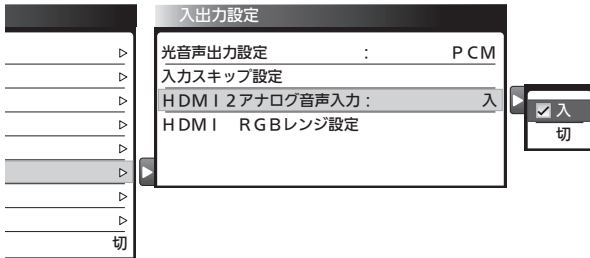 切
入出力設定
光音声出力設定 : PCM
入力スキップ設定
HDMI2アナログ音声入力: 入
HDMI RGBレンジ設定
入
切